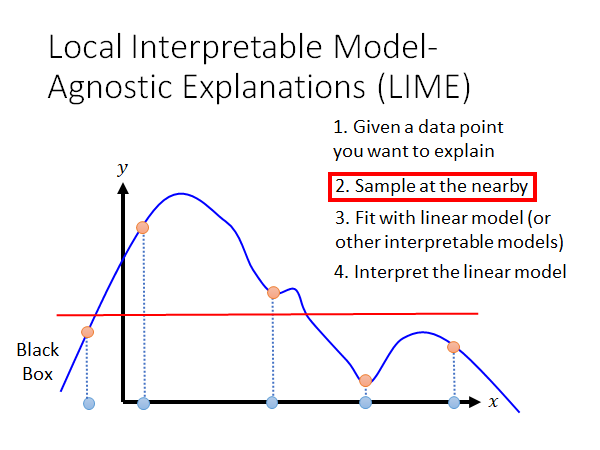 Local Interpretable Model-
Agnostic Explanations (LIME)
1. Given a data point
you want to explain
2. Sample at the nearby
3. Fit with linear model (or
other interpretable models)
4. Interpret the linear model
y
Black
Box
x